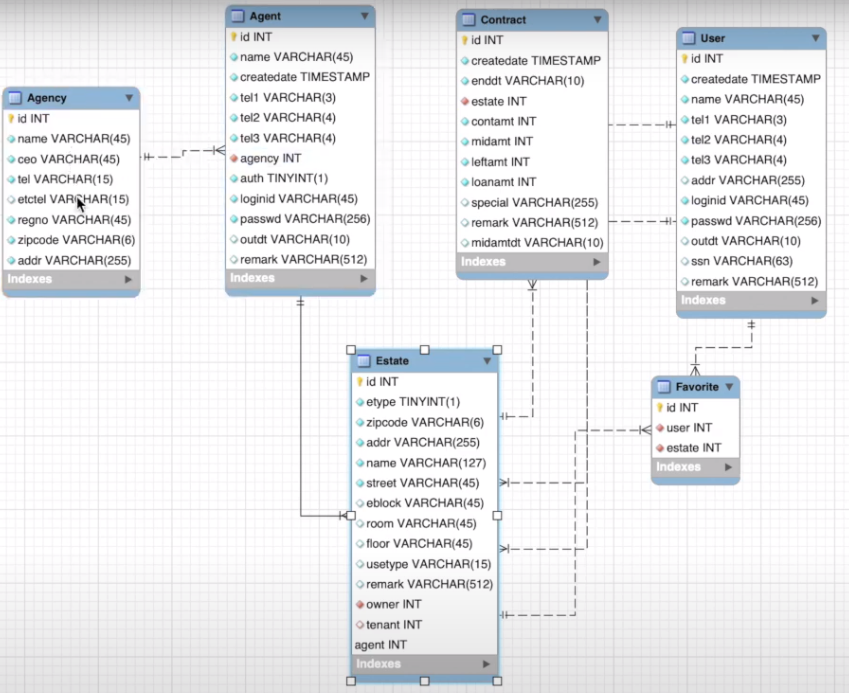 Agency
id INT
name VARCHAR(45)
ceo VARCHAR(45)
tel VARCHAR(15)
etctel VARCHAR(15)
regno VARCHAR(45)
zipcode VARCHAR(6)
addr VARCHAR(255)
Indexes
Agent
id INT
name VARCHAR(45)
createdate TIMESTAMP
tel1 VARCHAR(3)
tel2 VARCHAR(4)
tel3 VARCHAR(4)
agency INT
auth TINYINT(1)
loginid VARCHAR(45)
passwd VARCHAR(256)
outdt VARCHAR(10)
remark VARCHAR(512)
Indexes
Contract
id INT
createdate TIMESTAMP
enddt VARCHAR(10)
estate INT
contamt INT
midamt INT
leftamt INT
loanamt INT
special VARCHAR(255)
remark VARCHAR(512)
midamtdt VARCHAR(10)
Indexes
User
id INT
createdate TIMESTAMP
name VARCHAR(45)
tel1 VARCHAR(3)
tel2 VARCHAR(4)
tel3 VARCHAR(4)
addr VARCHAR(255)
loginid VARCHAR(45)
passwd VARCHAR(256)
outdt VARCHAR(10)
ssn VARCHAR(63)
remark VARCHAR(512)
Indexes
Estate
id INT
etype TINYINT(1)
zipcode VARCHAR(6)
addr VARCHAR(255)
name VARCHAR(127)
street VARCHAR(45)
eblock VARCHAR(45)
room VARCHAR(45)
floor VARCHAR(45)
usetype VARCHAR(15)
remark VARCHAR(512)
owner INT
tenant INT
agent INT
Indexes
Favorite
id INT
user INT
estate INT
Indexes